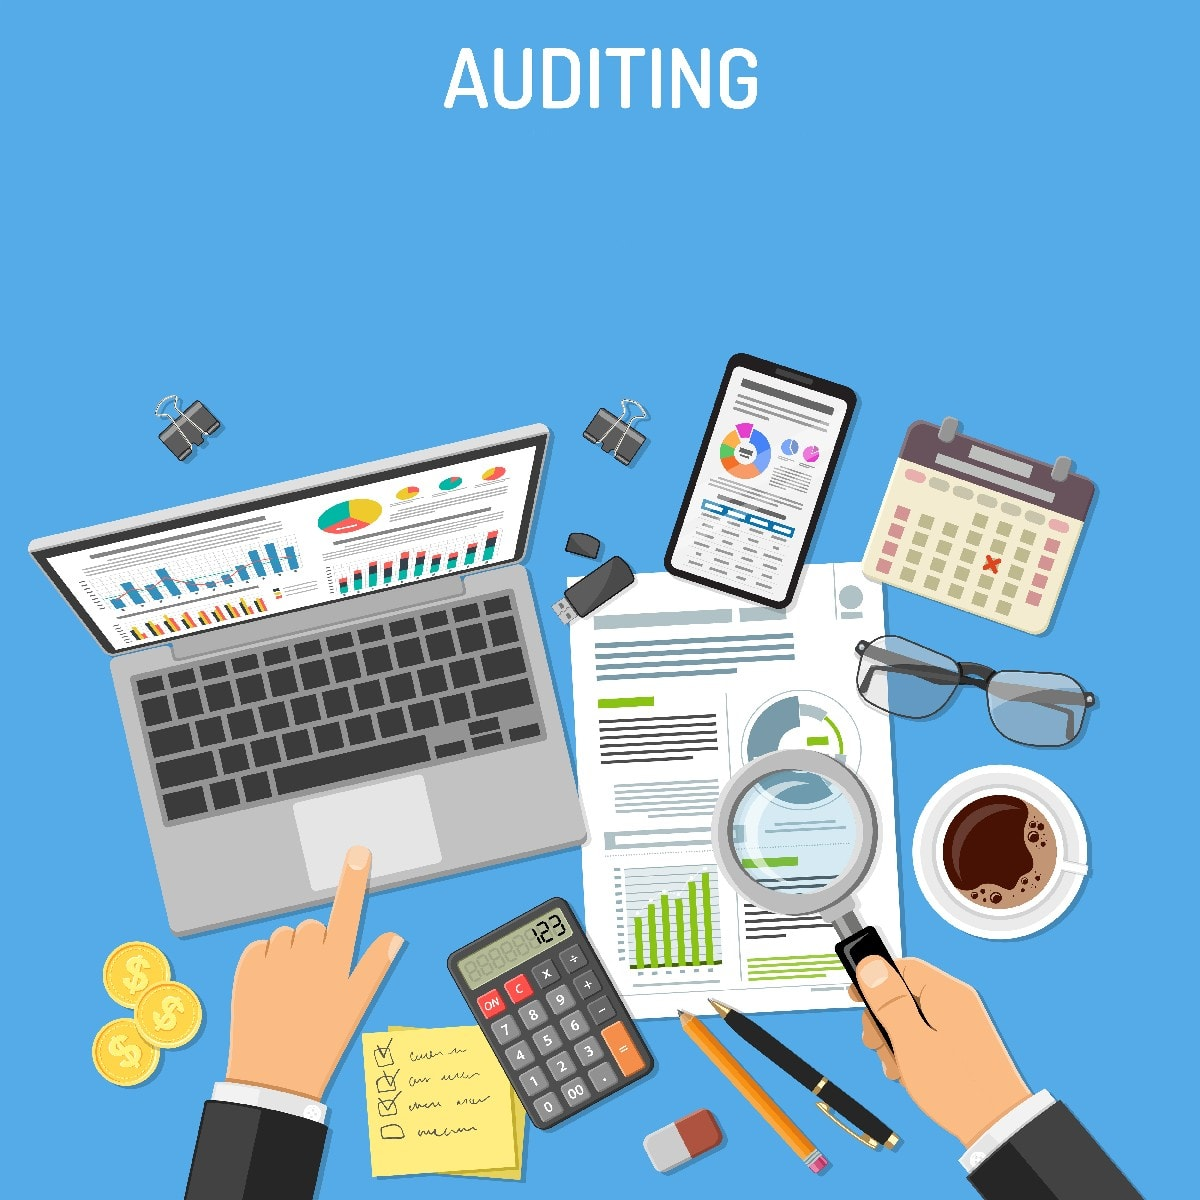 AUDITING
123
ON C × ÷
7 8 9 +
4 5 6 −
1 2 3 =
0 00 .